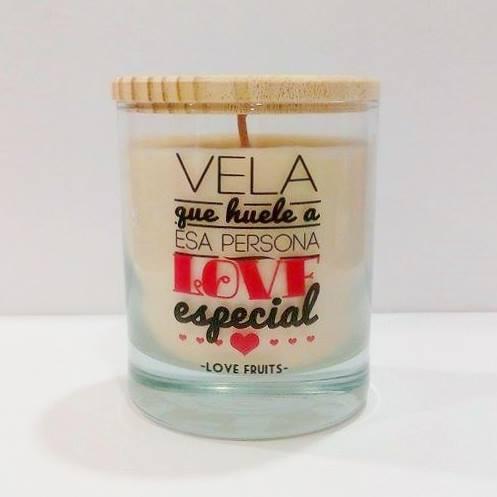 VELA
que huele a
ESA PERSONA
LOVE
especial
-LOVE FRUITS-